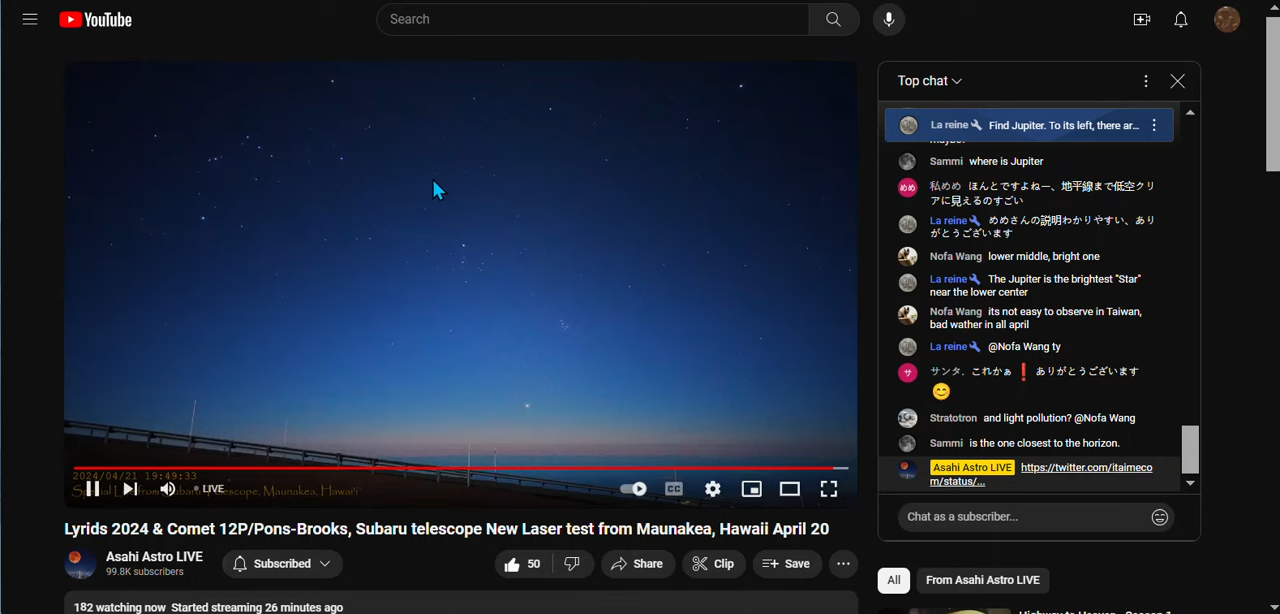 YouTube
Search
Top chat
La reine Find Jupiter. To its left, there ar...
Sammi where is Jupiter
私めめ ほんとですよねー、地平線まで低空クリ
アに見えるのすごい
La reine めめさんの説明わかりやすい、あり
がとうございます
Nofa Wang lower middle, bright one
La reine The Jupiter is the brightest "Star"
near the lower center
Nofa Wang its not easy to observe in Taiwan,
bad wather in all april
La reine @Nofa Wang ty
サンタ. これかぁ❗ありがとうございます
😊
Stratotron and light pollution? @Nofa Wang
Sammi is the one closest to the horizon.
Asahi Astro LIVE https://twitter.com/itaimeco
m/status/...
Chat as a subscriber...
2024/04/21 19:49:33
Subaru Telescope, Maunakea, Hawai'i
LIVE
CC
Lyrids 2024 & Comet 12P/Pons-Brooks, Subaru telescope New Laser test from Maunakea, Hawaii April 20
Asahi Astro LIVE
99.8K subscribers
Subscribed
50
Share
Clip
Save
182 watching now Started streaming 26 minutes ago
All
From Asahi Astro LIVE